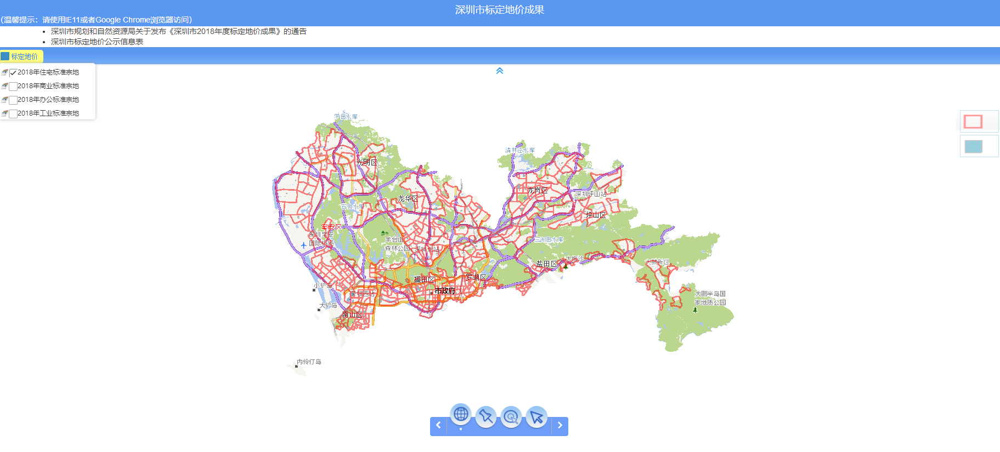 深圳市标定地价成果
(温馨提示：请使用IE11或者Google Chrome浏览器访问)
深圳市规划和自然资源局关于发布《深圳市2018年度标定地价成果》的通告
深圳市标定地价公示信息表
标定地价
2018年住宅标准宗地
2018年商业标准宗地
2018年办公标准宗地
2018年工业标准宗地
罗田水库
清林径水库
光明区
龙岗区
深圳坪山站
龙华区
石岩水库
坪山区
宝安区
深圳宝安
国际机场
羊台山
森林公园
深圳北站
三洲田水库
大梅沙
盐田区
大鹏新区
福田区
罗湖区
小铲岛
市政府
深圳西站
大鹏半岛国
家地质公园
大铲岛
南山区
内伶仃岛